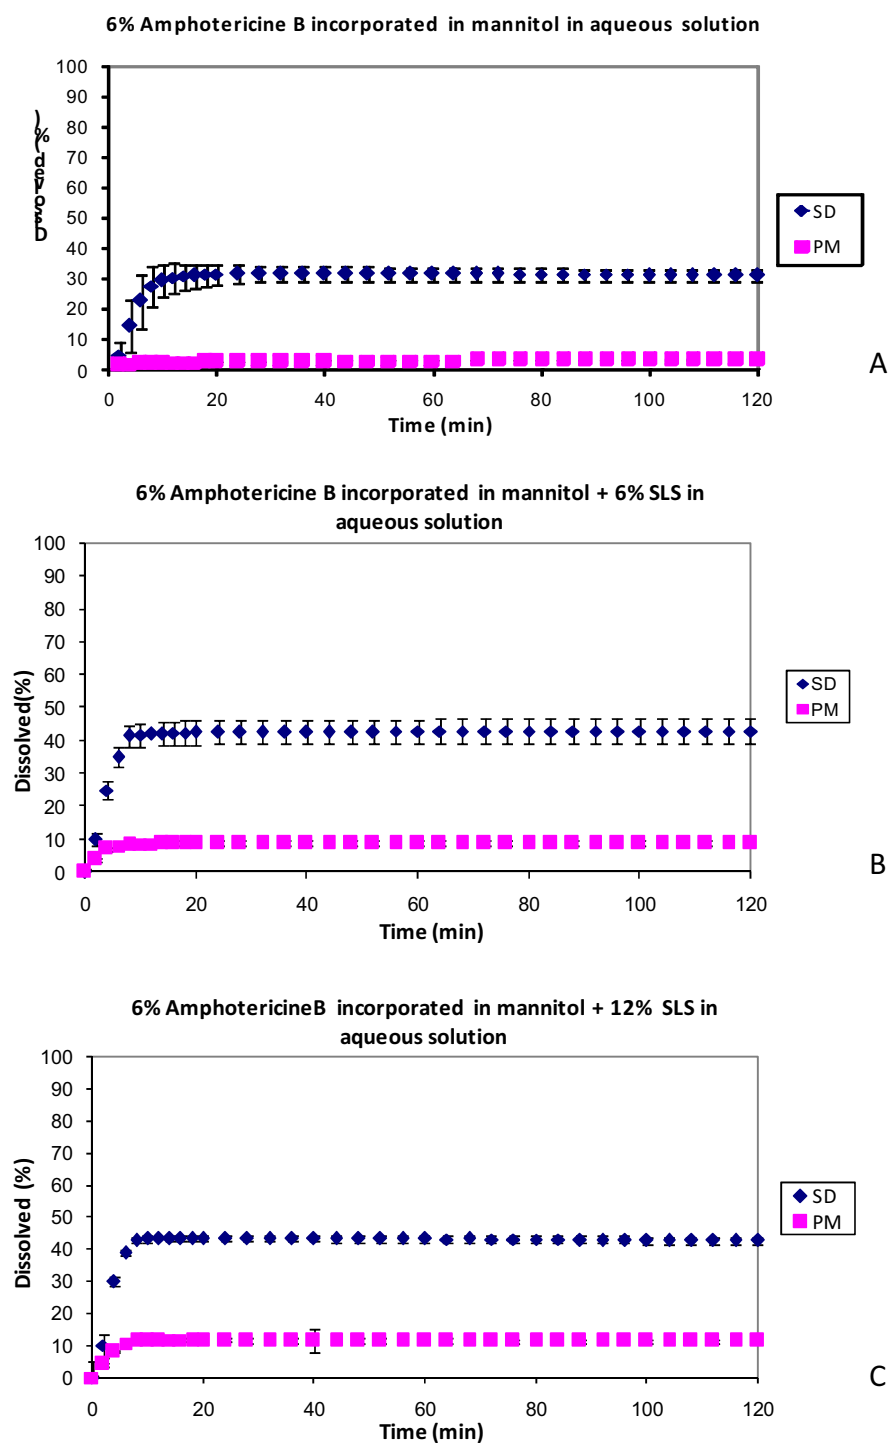 6% Amphotericine B incorporated in mannitol in aqueous solution
100
90
80
70
60
50
40
30
20
10
0
Dissolved (%)
0 20 40 60 80 100 120
Time (min)
SD
PM
A
6% Amphotericine B incorporated in mannitol + 6% SLS in
aqueous solution
100
90
80
70
60
50
40
30
20
10
0
Dissolved(%)
0 20 40 60 80 100 120
Time (min)
SD
PM
B
6% AmphotericineB incorporated in mannitol + 12% SLS in
aqueous solution
100
90
80
70
60
50
40
30
20
10
0
Dissolved (%)
0 20 40 60 80 100 120
Time (min)
SD
PM
C